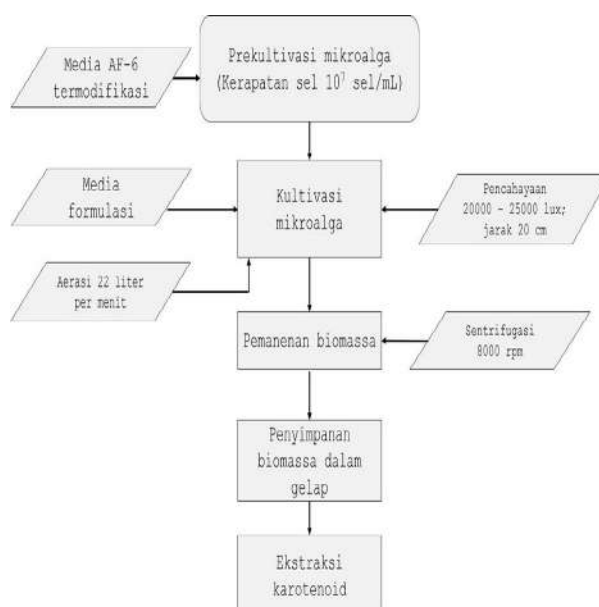 Media AF-6
termodifikasi
Prekultivasi mikroalga
(Kerapatan sel 10⁷ sel/mL)
Media
formulasi
Kultivasi
mikroalga
Pencahayaan
20000 - 25000 lux;
jarak 20 cm
Aerasi 22 liter
per menit
Pemanenan biomassa
Sentrifugasi
8000 rpm
Penyimpanan
biomassa dalam
gelap
Ekstraksi
karotenoid